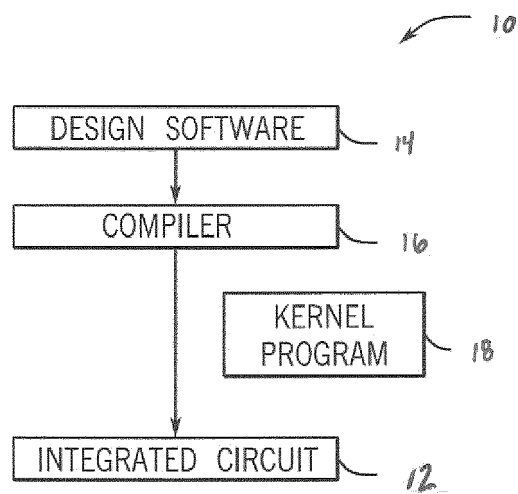 10
DESIGN SOFTWARE
14
COMPILER
16
KERNEL
PROGRAM
18
INTEGRATED CIRCUIT
12